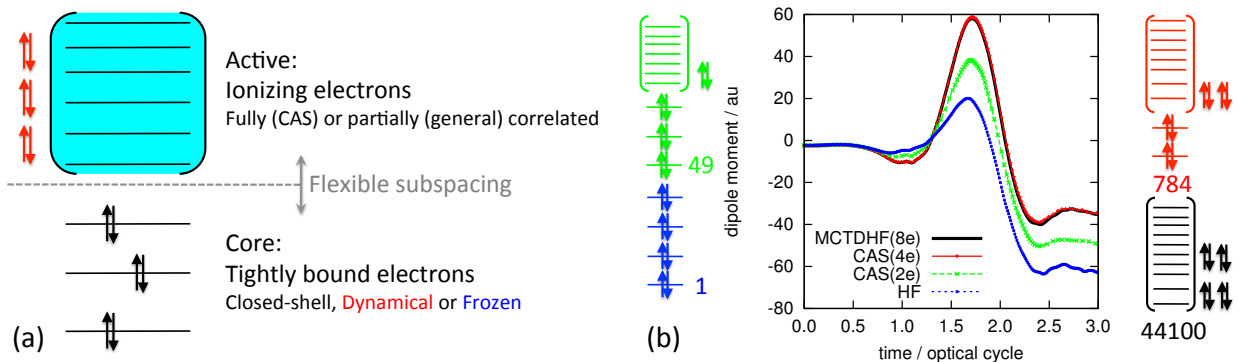 Active:
Ionizing electrons
Fully (CAS) or partially (general) correlated
Flexible subspacing
Core:
Tightly bound electrons
Closed-shell, Dynamical or Frozen
(a)
(b)
49
1
dipole moment / au
60
40
20
0
-20
-40
-60
-80
MCTDHF(8e)
CAS(4e)
CAS(2e)
HF
0.0 0.5 1.0 1.5 2.0 2.5 3.0
time / optical cycle
784
44100